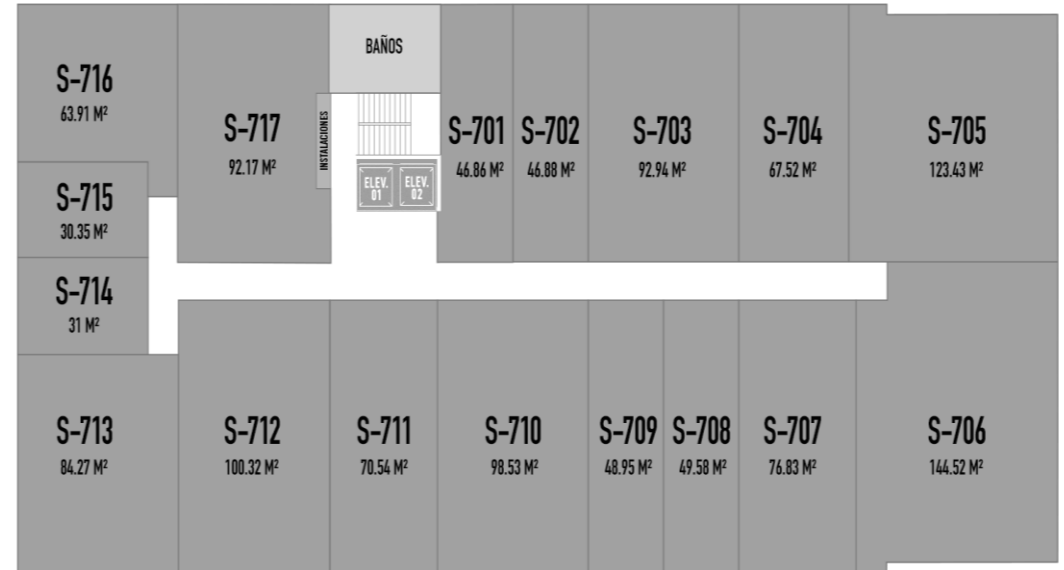 S-716
63.91 M²
S-717
92.17 M²
BAÑOS
INSTALACIONES
ELEV.
01
ELEV.
02
S-701
46.86 M²
S-702
46.88 M²
S-703
92.94 M²
S-704
67.52 M²
S-705
123.43 M²
S-715
30.35 M²
S-714
31 M²
S-713
84.27 M²
S-712
100.32 M²
S-711
70.54 M²
S-710
98.53 M²
S-709
48.95 M²
S-708
49.58 M²
S-707
76.83 M²
S-706
144.52 M²